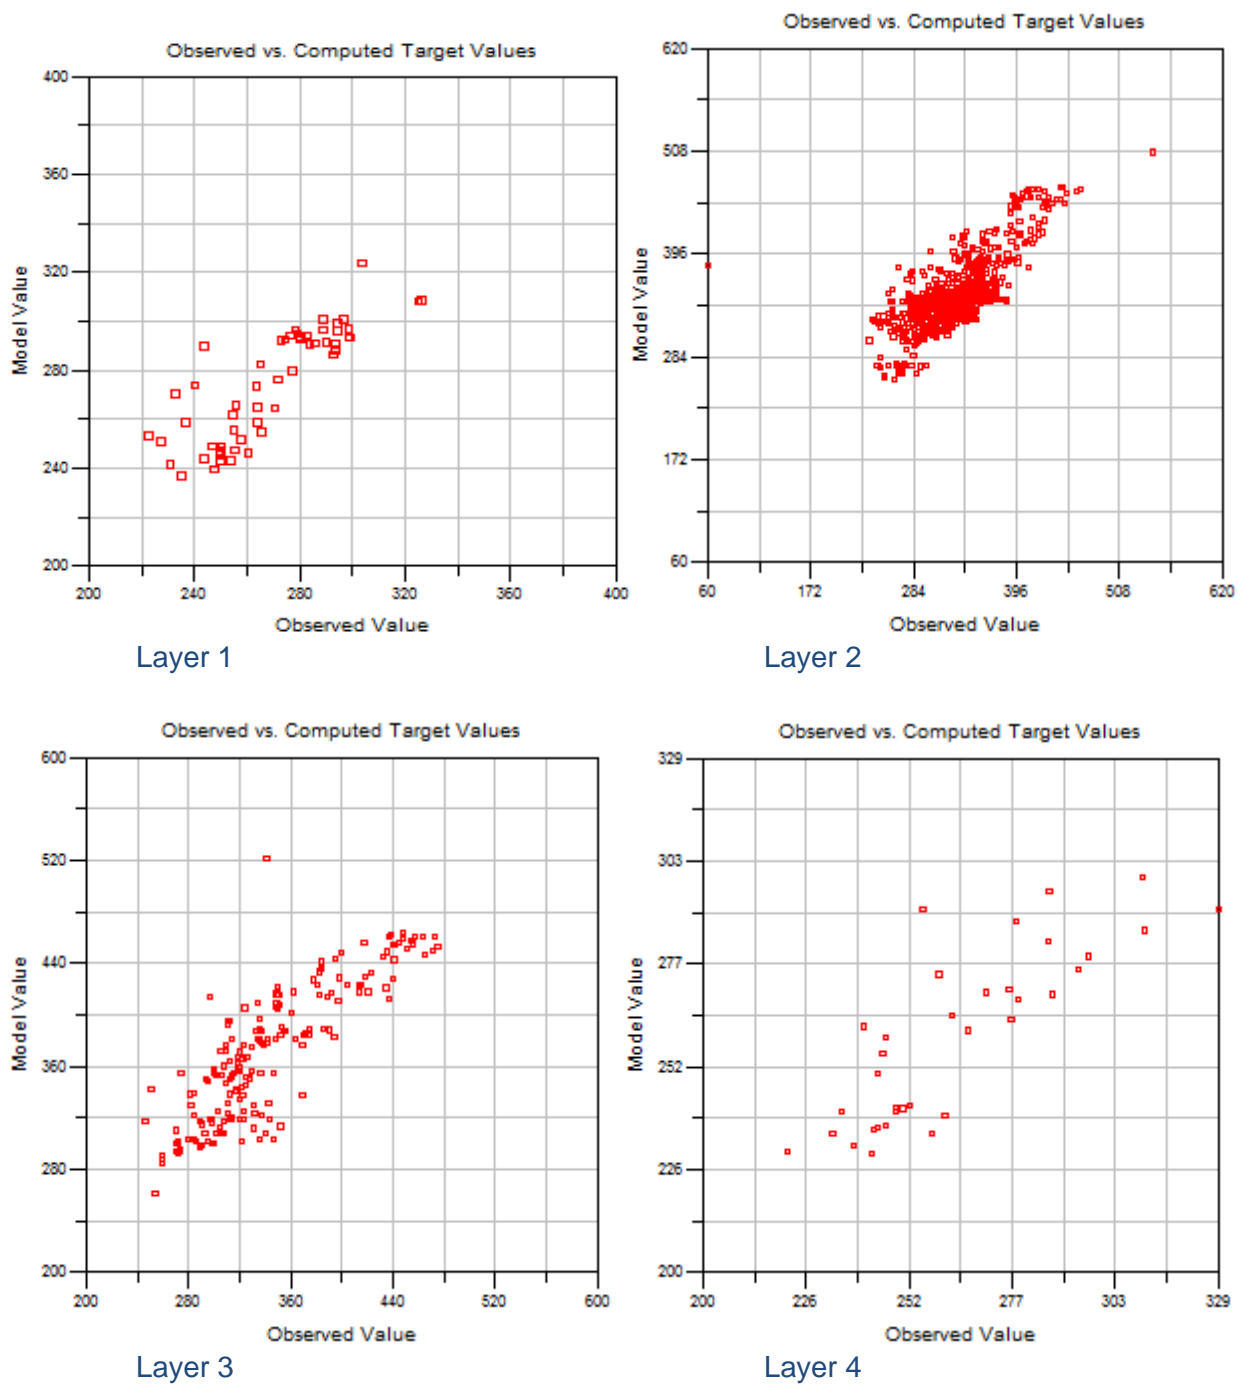 Observed vs. Computed Target Values
400
360
320
280
240
200
Model Value
200 240 280 320 360 400
Observed Value
Layer 1
Observed vs. Computed Target Values
620
508
396
284
172
60
Model Value
60 172 284 396 508 620
Observed Value
Layer 2
Observed vs. Computed Target Values
600
520
440
360
280
200
Model Value
200 280 360 440 520 600
Observed Value
Layer 3
Observed vs. Computed Target Values
329
303
277
252
226
200
Model Value
200 226 252 277 303 329
Observed Value
Layer 4